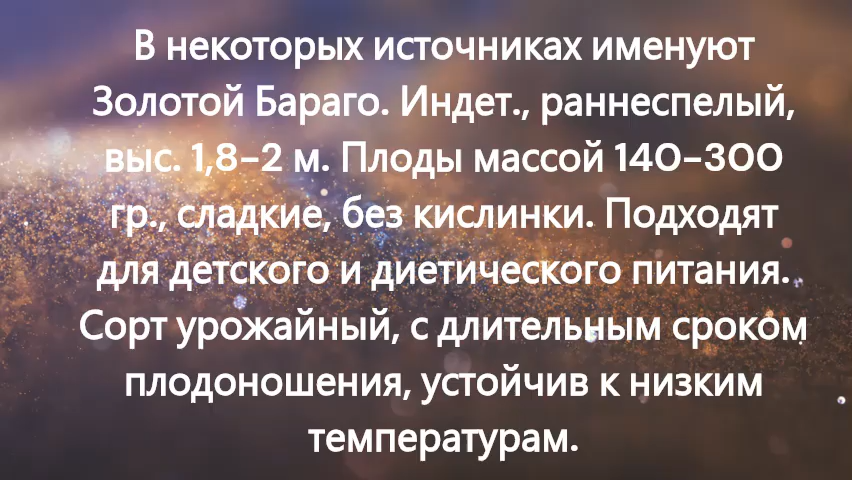 В некоторых источниках именуют
Золотой Бараго. Индет., раннеспелый,
выс. 1,8-2 м. Плоды массой 140-300
гр., сладкие, без кислинки. Подходят
для детского и диетического питания.
Сорт урожайный, с длительным сроком
плодоношения, устойчив к низким
температурам.